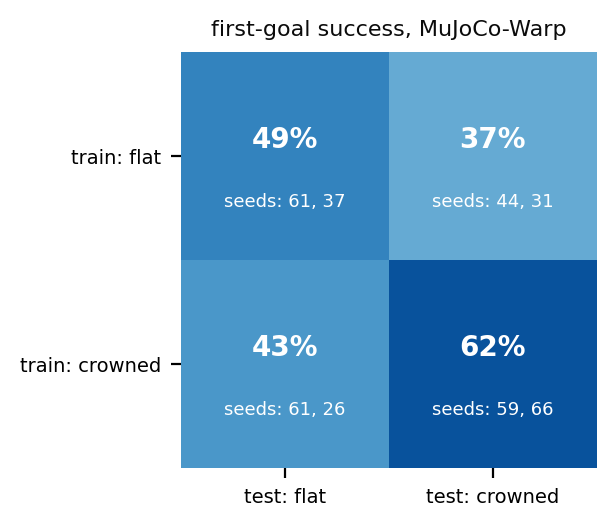 first-goal success, MuJoCo-Warp
train: flat
49%
seeds: 61, 37
37%
seeds: 44, 31
train: crowned
43%
seeds: 61, 26
62%
seeds: 59, 66
test: flat
test: crowned